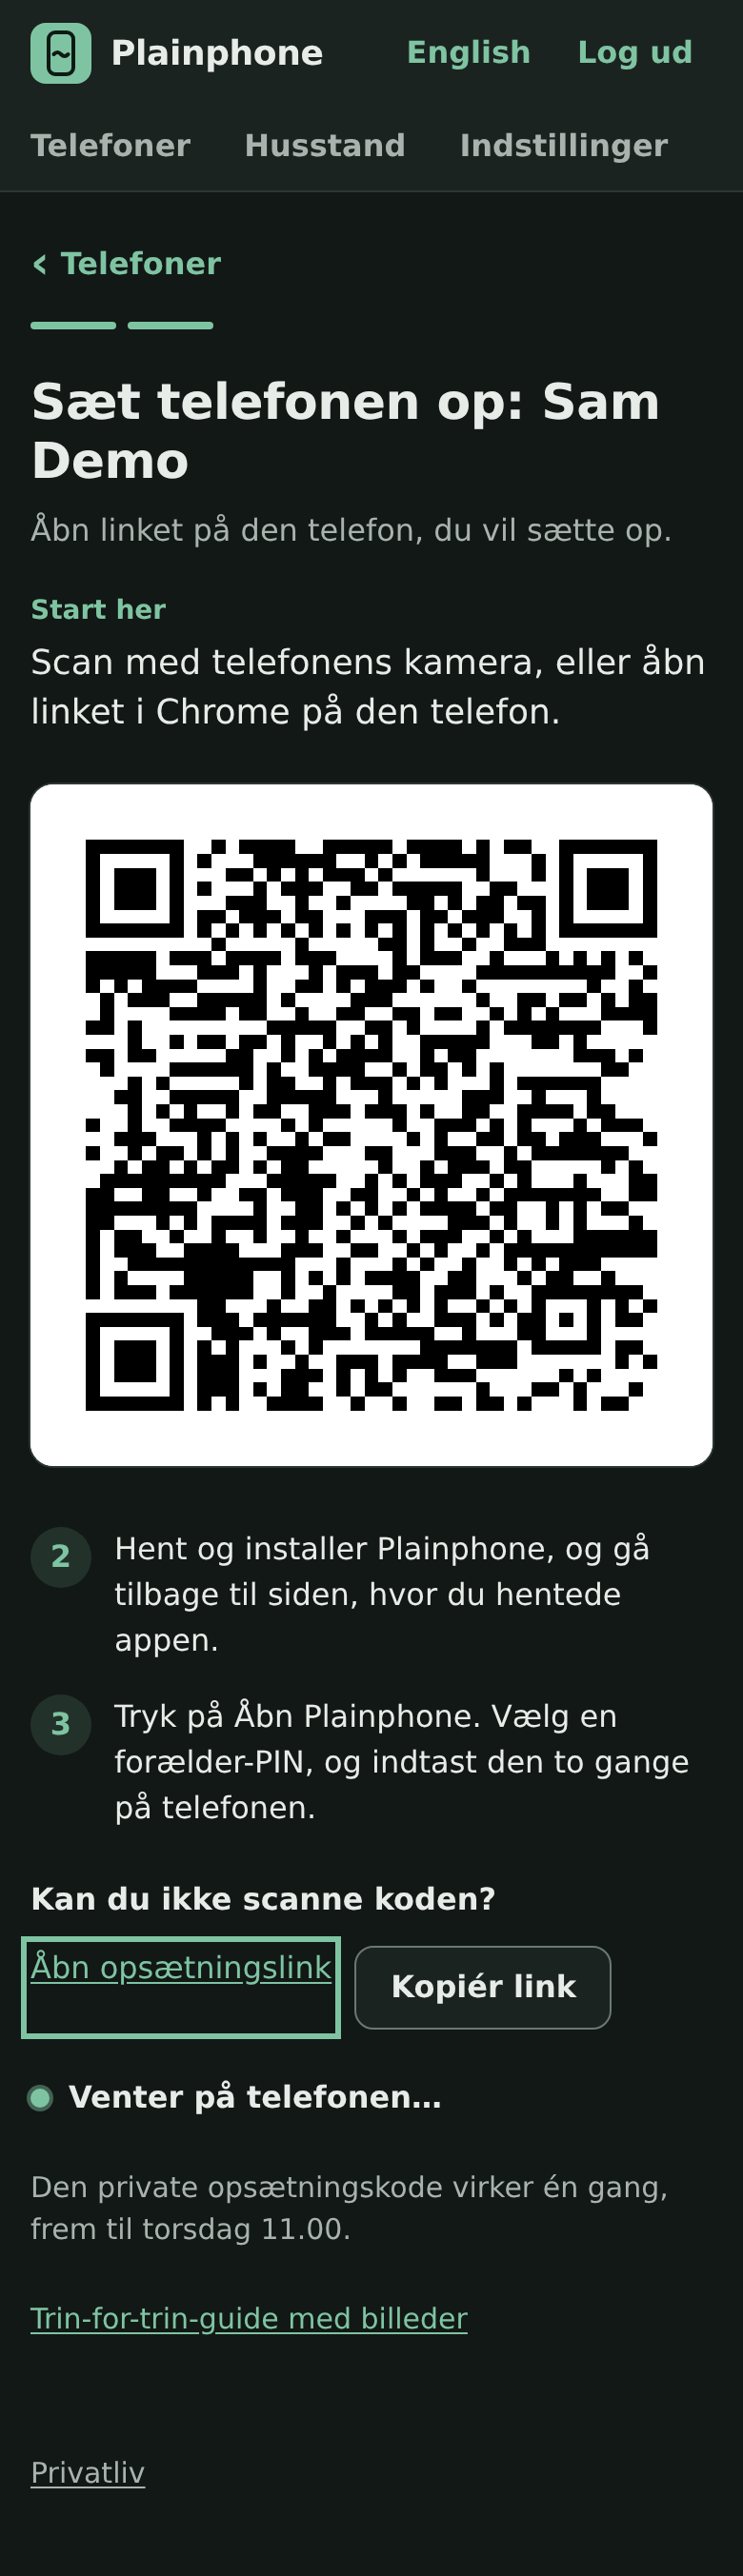 Plainphone
English
Log ud
Telefoner
Husstand
Indstillinger
‹ Telefoner
Sæt telefonen op: Sam
Demo
Åbn linket på den telefon, du vil sætte op.
Start her
Scan med telefonens kamera, eller åbn
linket i Chrome på den telefon.
2
Hent og installer Plainphone, og gå
tilbage til siden, hvor du hentede
appen.
3
Tryk på Åbn Plainphone. Vælg en
forælder-PIN, og indtast den to gange
på telefonen.
Kan du ikke scanne koden?
Åbn opsætningslink
Kopiér link
Venter på telefonen…
Den private opsætningskode virker én gang,
frem til torsdag 11.00.
Trin-for-trin-guide med billeder
Privatliv